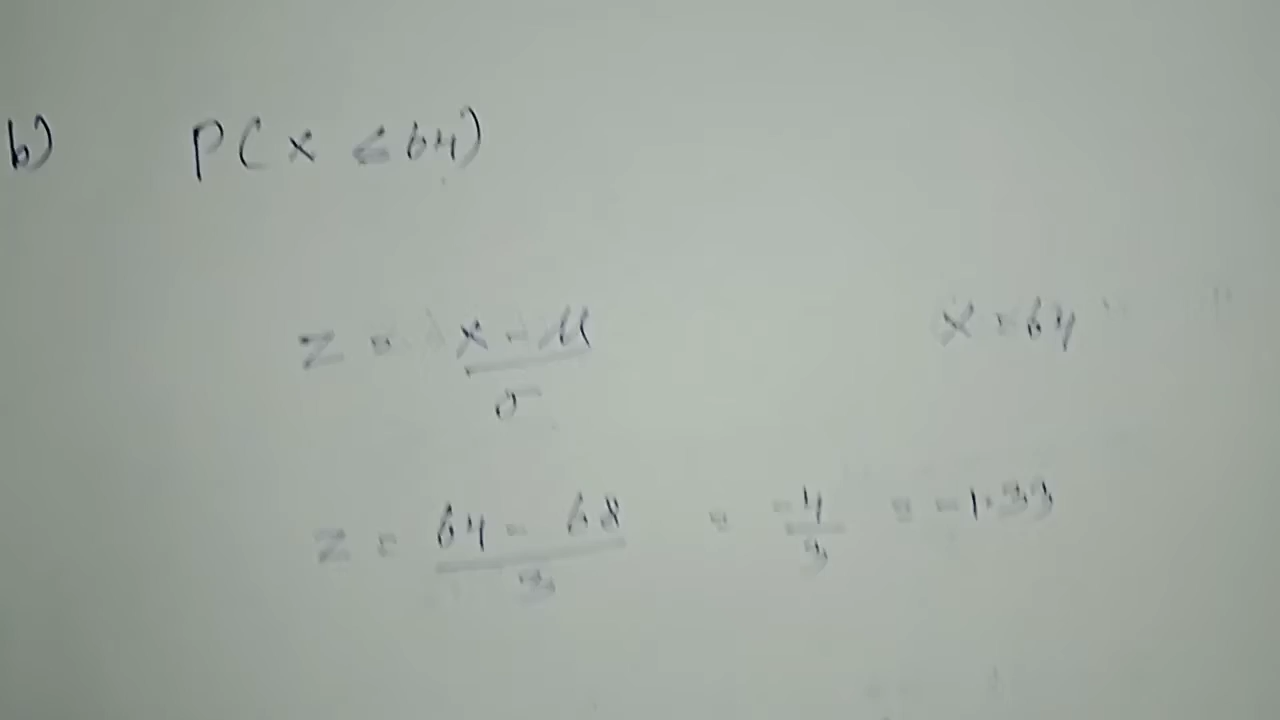 b) P( x ≤ 64)
z = x - μ / σ x = 64
z = 64 - 68 / 3 = -4 / 3 = -1.33